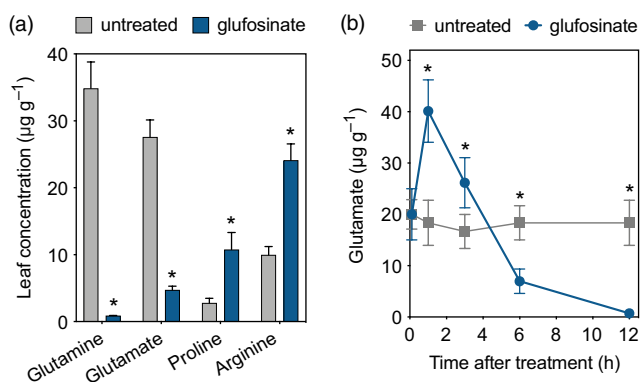 (a)
untreated glufosinate
Leaf concentration (µg g⁻¹)
40
30
20
10
0
*
*
*
*
Glutamine Glutamate Proline Arginine
(b)
untreated glufosinate
Glutamate (µg g⁻¹)
50
40
30
20
10
0
*
*
*
*
0 2 4 6 8 10 12
Time after treatment (h)